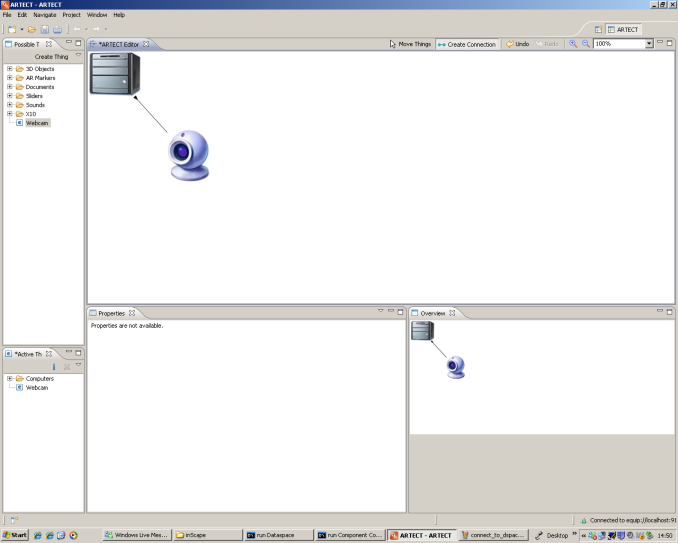 ARTECT - ARTECT
File Edit Navigate Project Window Help
ARTECT
Possible T
*ARTECT Editor
Move Things
Create Connection
Undo
Redo
100%
Create Thing
3D Objects
AR Markers
Documents
Sliders
Sounds
X10
Webcam
Properties
Properties are not available.
Overview
*Active Th
Computers
Webcam
Connected to equip://localhost:91
Start
Windows Live Mes...
inScape
run Dataspace
run Component Co...
ARTECT - ARTECT
connect_to_dspac...
Desktop
14:50